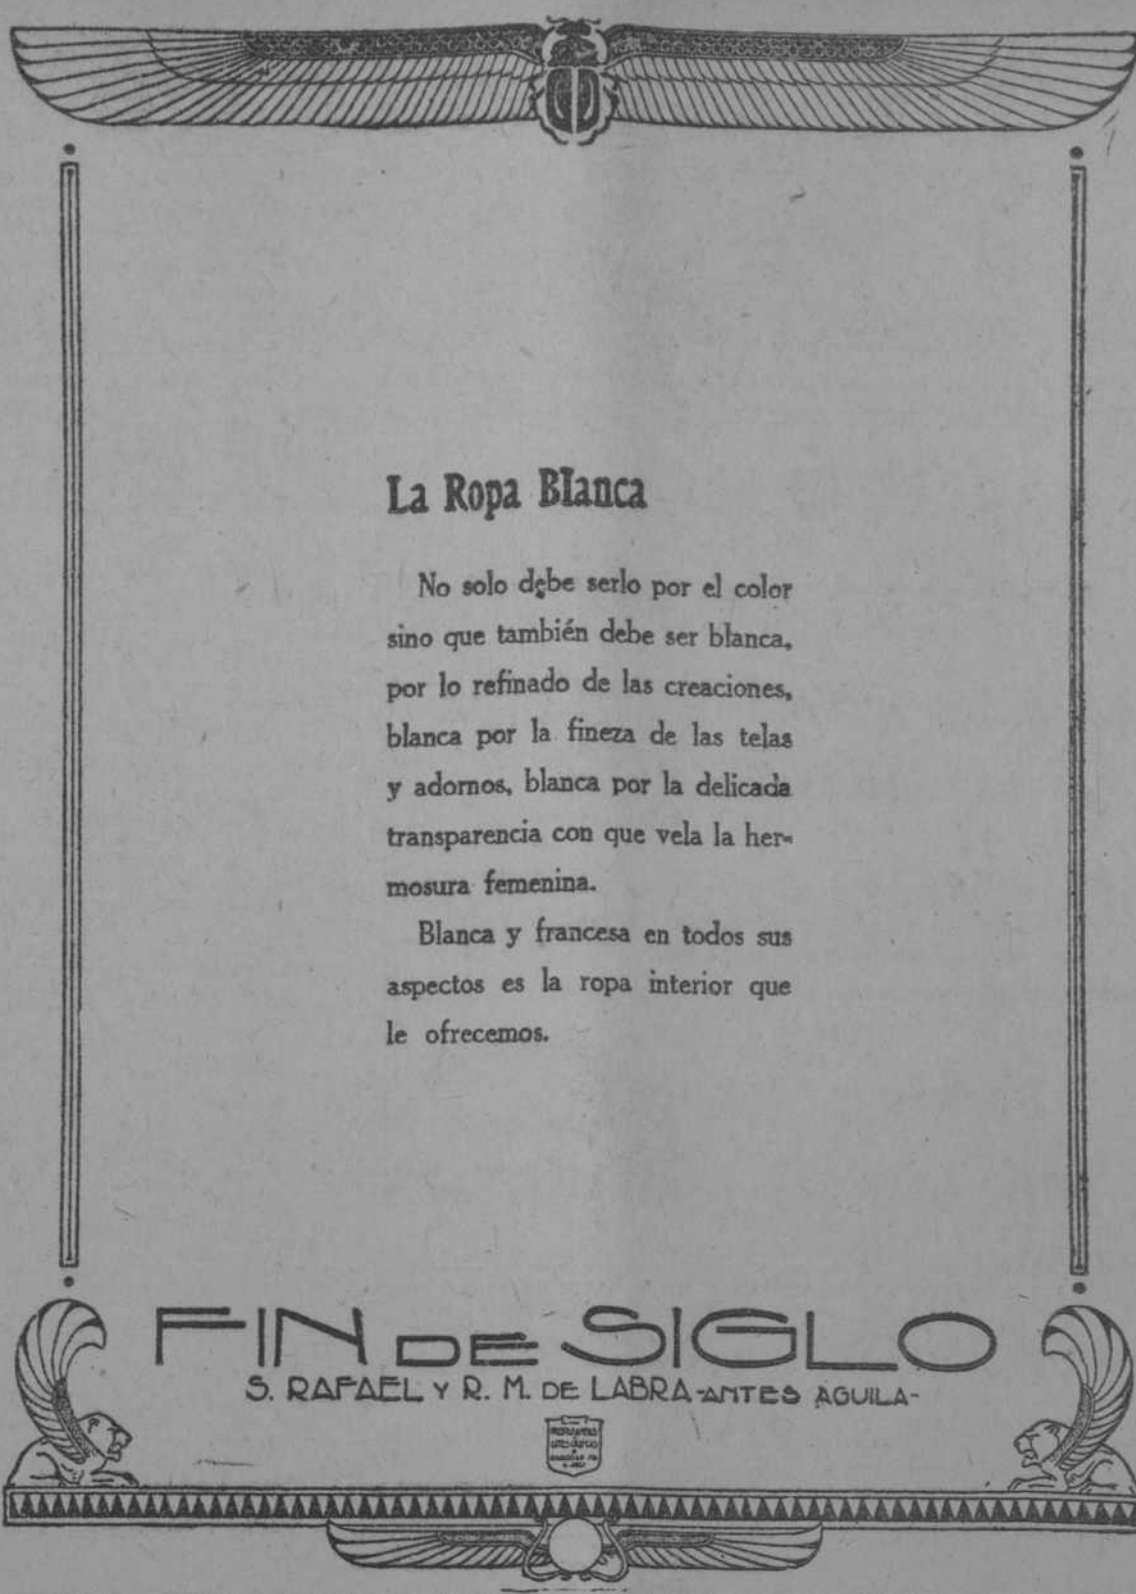 La Ropa Blanca
No solo debe serlo por el color
sino que también debe ser blanca,
por lo refinado de las creaciones,
blanca por la fineza de las telas
y adornos, blanca por la delicada
transparencia con que vela la her-
mosura femenina.
Blanca y francesa en todos sus
aspectos es la ropa interior que
le ofrecemos.
FIN DE SIGLO
S. RAFAEL Y R. M. DE LABRA -ANTES AGUILA-